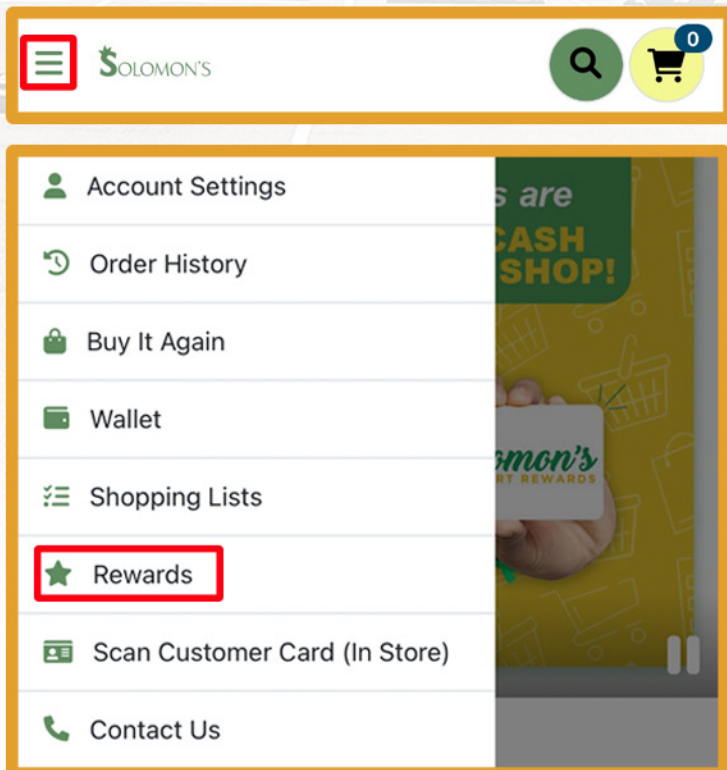 0
SOLOMON'S
Account Settings
s are
CASH
Order History
SHOP!
Buy It Again
Wallet
omon's
RT REWARDS
Shopping Lists
Rewards
Scan Customer Card (In Store)
Contact Us